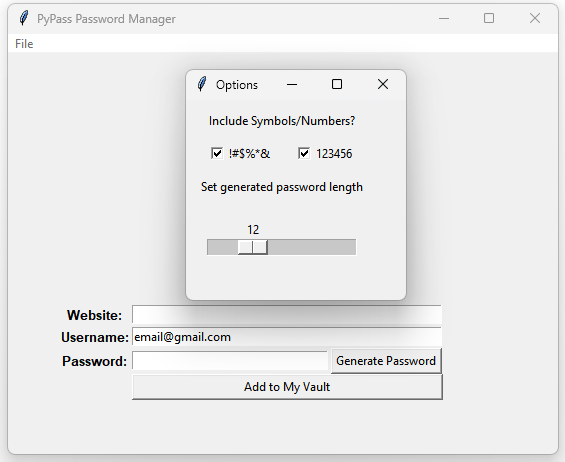 PyPass Password Manager
File
Options
Include Symbols/Numbers?
!#$%*& 123456
Set generated password length
12
Website:
Username: email@gmail.com
Password: Generate Password
Add to My Vault